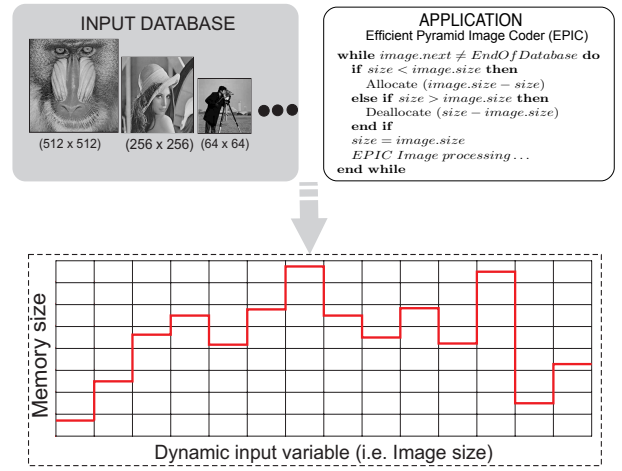 INPUT DATABASE
(512 x 512)
(256 x 256)
(64 x 64)
APPLICATION
Efficient Pyramid Image Coder (EPIC)
while image.next ≠ EndOfDatabase do
if size < image.size then
Allocate (image.size − size)
else if size > image.size then
Deallocate (size − image.size)
end if
size = image.size
EPIC Image processing...
end while
Memory size
Dynamic input variable (i.e. Image size)